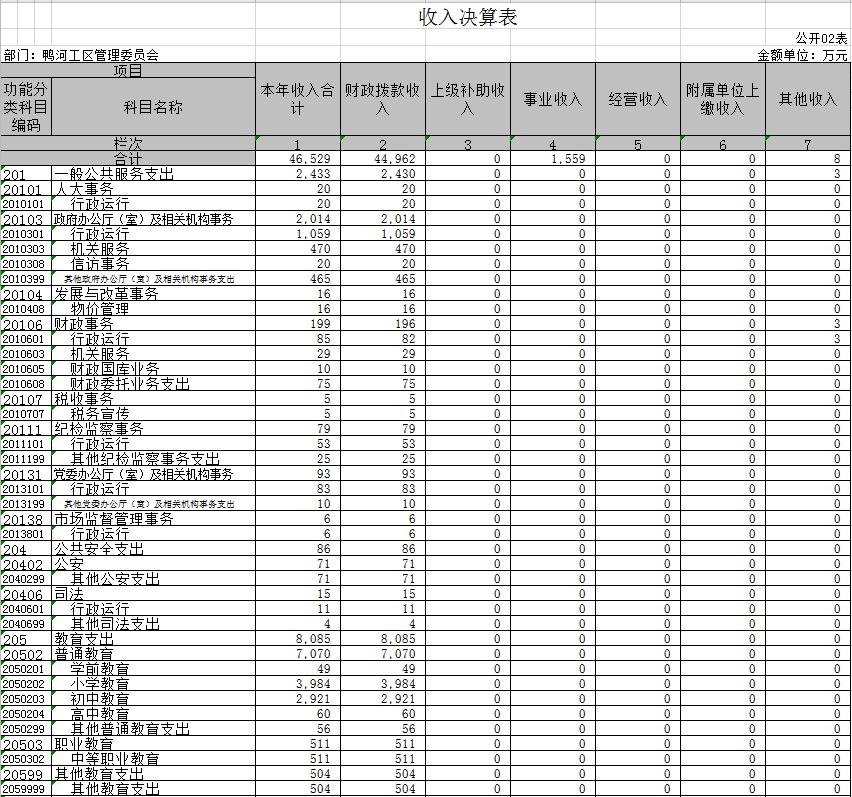 收入决算表
公开02表
部门：鸭河工区管理委员会 金额单位：万元
项目 本年收入合计 财政拨款收入 上级补助收入 事业收入 经营收入 附属单位上缴收入 其他收入
功能分类科目编码 科目名称
栏次 1 2 3 4 5 6 7
合计 46,529 44,962 0 1,559 0 0 8
201 一般公共服务支出 2,433 2,430 0 0 0 0 3
20101 人大事务 20 20 0 0 0 0 0
2010101 行政运行 20 20 0 0 0 0 0
20103 政府办公厅（室）及相关机构事务 2,014 2,014 0 0 0 0 0
2010301 行政运行 1,059 1,059 0 0 0 0 0
2010303 机关服务 470 470 0 0 0 0 0
2010308 信访事务 20 20 0 0 0 0 0
2010399 其他政府办公厅（室）及相关机构事务支出 465 465 0 0 0 0 0
20104 发展与改革事务 16 16 0 0 0 0 0
2010408 物价管理 16 16 0 0 0 0 0
20106 财政事务 199 196 0 0 0 0 3
2010601 行政运行 85 82 0 0 0 0 3
2010603 机关服务 29 29 0 0 0 0 0
2010605 财政国库业务 10 10 0 0 0 0 0
2010608 财政委托业务支出 75 75 0 0 0 0 0
20107 税收事务 5 5 0 0 0 0 0
2010707 税务宣传 5 5 0 0 0 0 0
20111 纪检监察事务 79 79 0 0 0 0 0
2011101 行政运行 53 53 0 0 0 0 0
2011199 其他纪检监察事务支出 25 25 0 0 0 0 0
20131 党委办公厅（室）及相关机构事务 93 93 0 0 0 0 0
2013101 行政运行 83 83 0 0 0 0 0
2013199 其他党委办公厅（室）及相关机构事务支出 10 10 0 0 0 0 0
20138 市场监督管理事务 6 6 0 0 0 0 0
2013801 行政运行 6 6 0 0 0 0 0
204 公共安全支出 86 86 0 0 0 0 0
20402 公安 71 71 0 0 0 0 0
2040299 其他公安支出 71 71 0 0 0 0 0
20406 司法 15 15 0 0 0 0 0
2040601 行政运行 11 11 0 0 0 0 0
2040699 其他司法支出 4 4 0 0 0 0 0
205 教育支出 8,085 8,085 0 0 0 0 0
20502 普通教育 7,070 7,070 0 0 0 0 0
2050201 学前教育 49 49 0 0 0 0 0
2050202 小学教育 3,984 3,984 0 0 0 0 0
2050203 初中教育 2,921 2,921 0 0 0 0 0
2050204 高中教育 60 60 0 0 0 0 0
2050299 其他普通教育支出 56 56 0 0 0 0 0
20503 职业教育 511 511 0 0 0 0 0
2050302 中等职业教育 511 511 0 0 0 0 0
20599 其他教育支出 504 504 0 0 0 0 0
2059999 其他教育支出 504 504 0 0 0 0 0